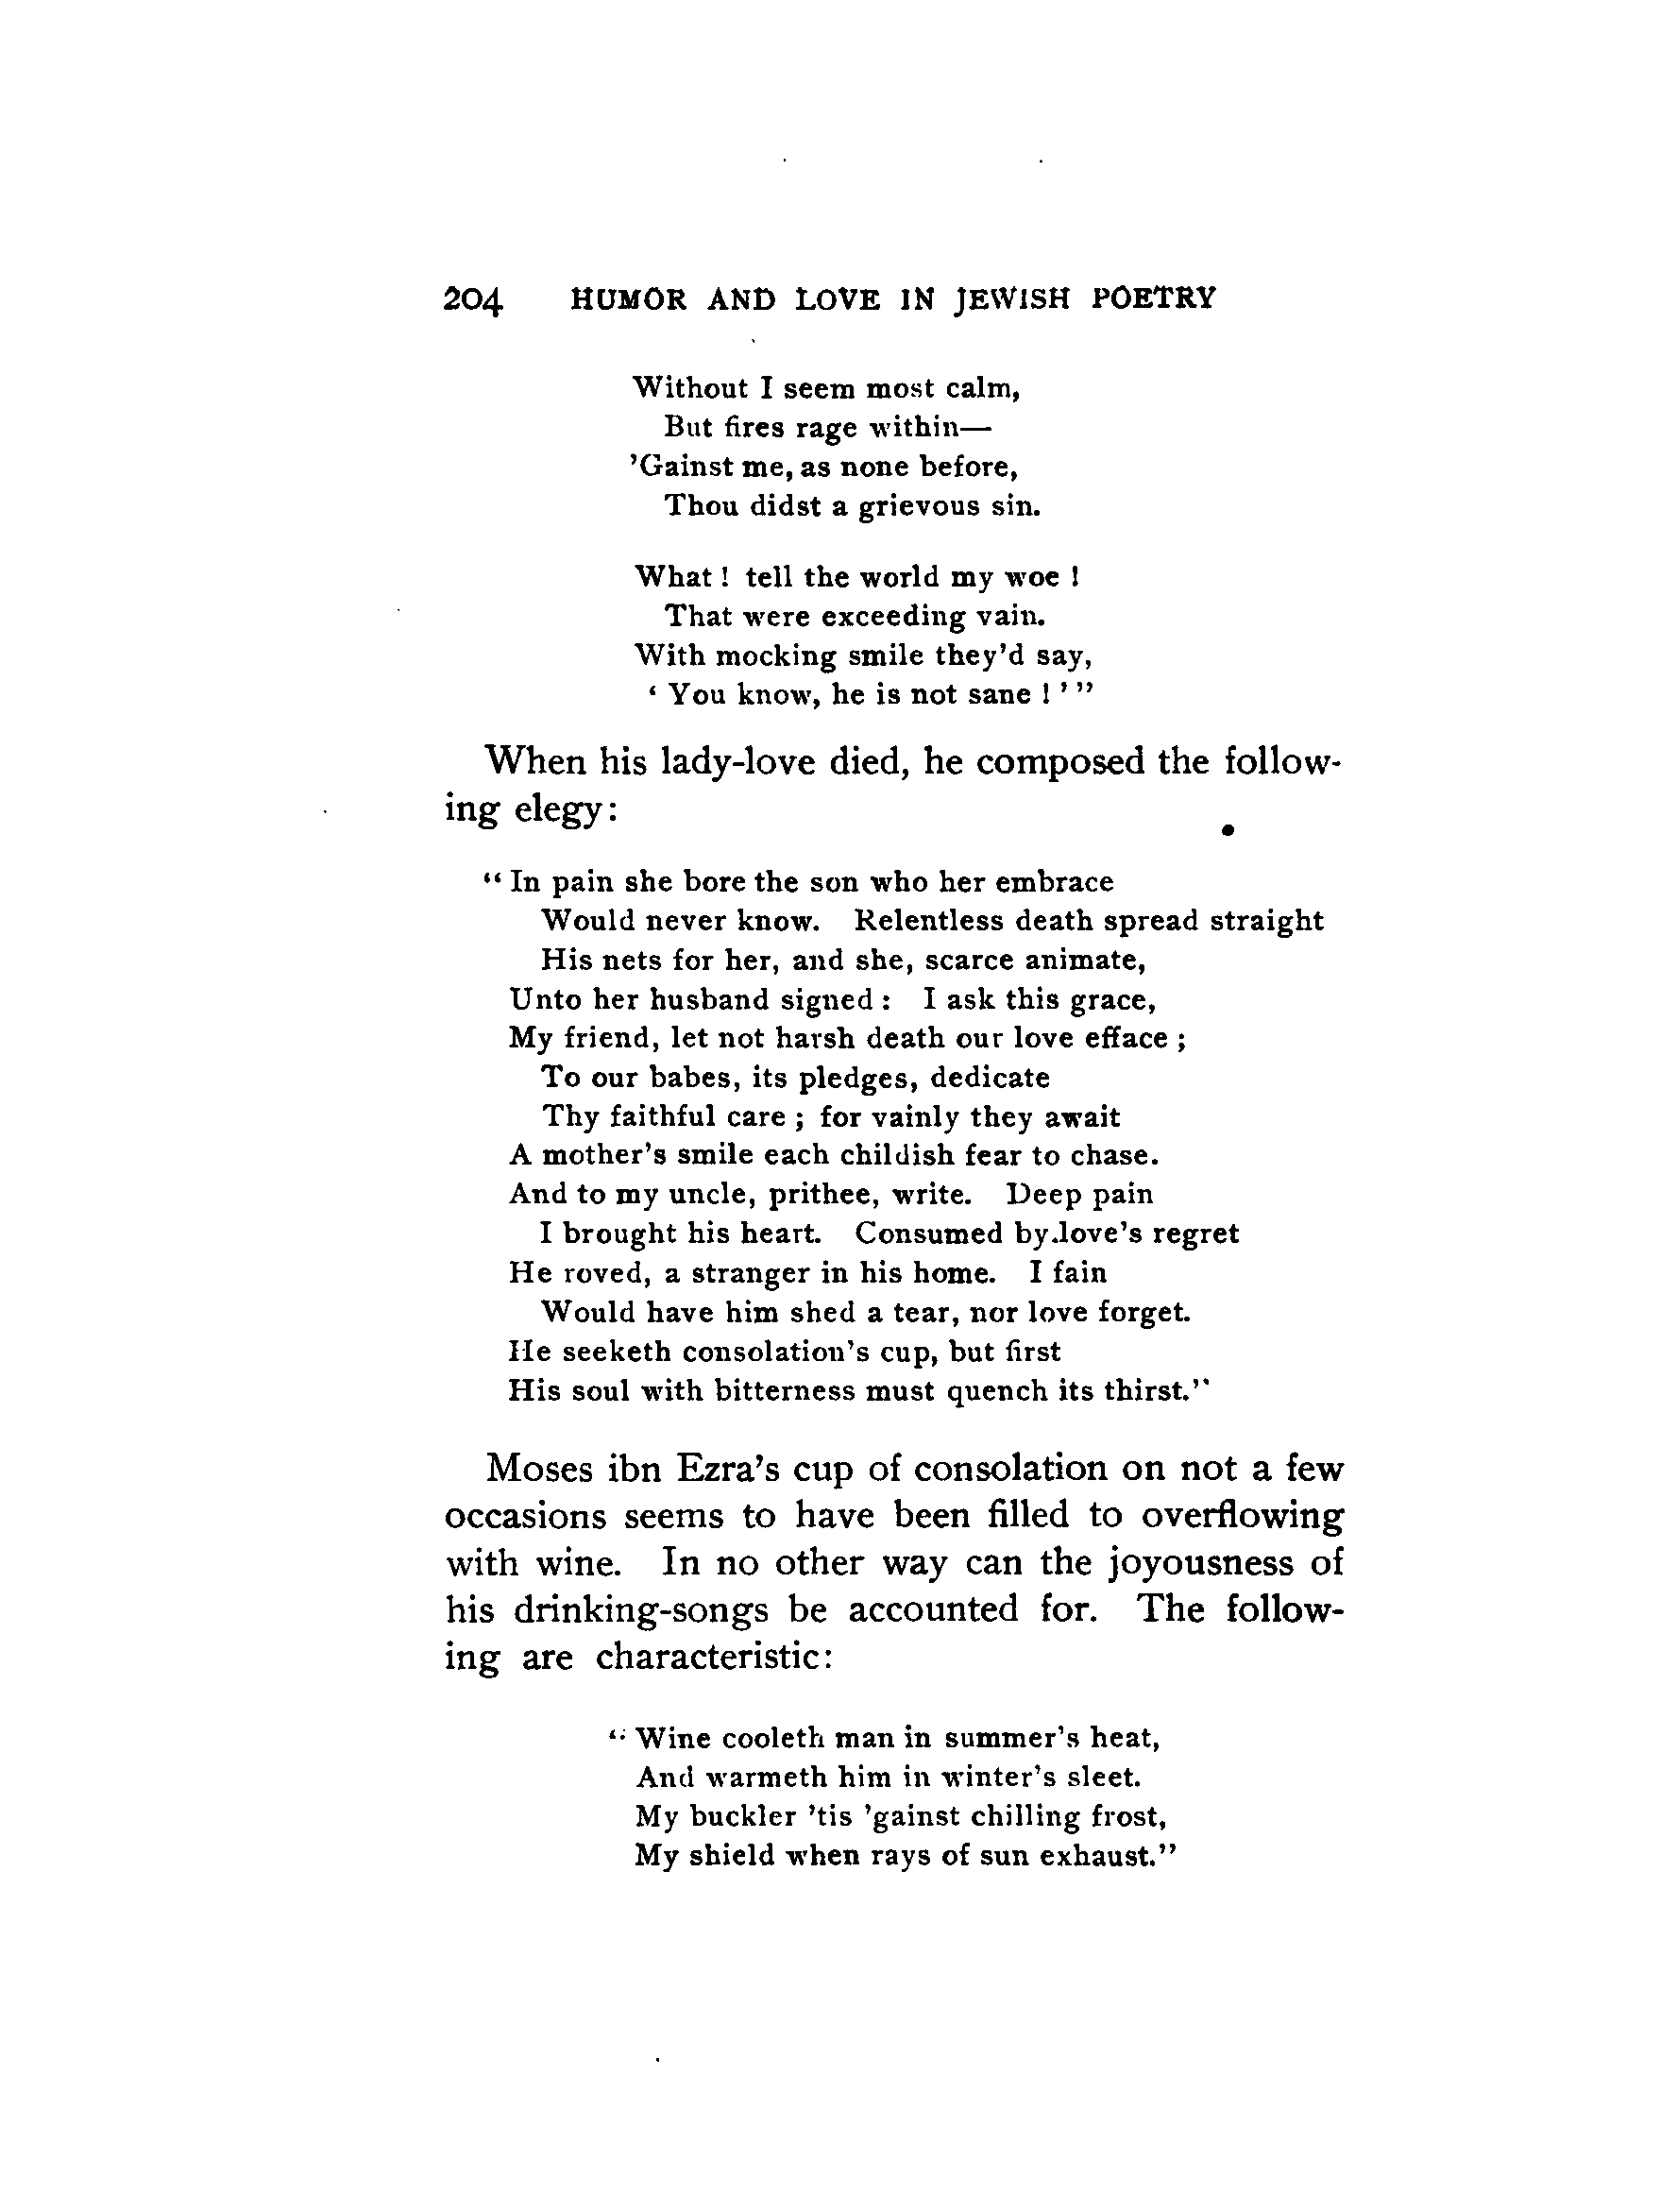 204 HUMOR AND LOVE IN JEWISH POETRY
Without I seem most calm,
But fires rage within—
’Gainst me, as none before,
Thou didst a grievous sin.
What! tell the world my woe!
That were exceeding vain.
With mocking smile they’d say,
‘ You know, he is not sane!’”
When his lady-love died, he composed the follow-
ing elegy:
“ In pain she bore the son who her embrace
Would never know. Relentless death spread straight
His nets for her, and she, scarce animate,
Unto her husband signed : I ask this grace,
My friend, let not harsh death our love efface ;
To our babes, its pledges, dedicate
Thy faithful care ; for vainly they await
A mother’s smile each childish fear to chase.
And to my uncle, prithee, write. Deep pain
I brought his heart. Consumed by love’s regret
He roved, a stranger in his home. I fain
Would have him shed a tear, nor love forget.
He seeketh consolation’s cup, but first
His soul with bitterness must quench its thirst.”
Moses ibn Ezra’s cup of consolation on not a few
occasions seems to have been filled to overflowing
with wine. In no other way can the joyousness of
his drinking-songs be accounted for. The follow-
ing are characteristic:
“ Wine cooleth man in summer’s heat,
And warmeth him in winter’s sleet.
My buckler ’tis ’gainst chilling frost,
My shield when rays of sun exhaust.”